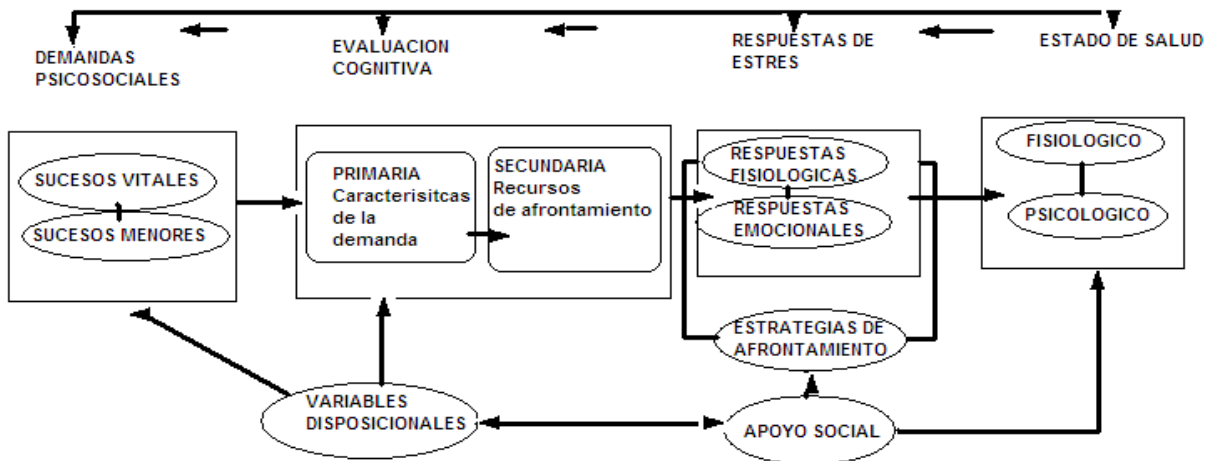 DEMANDAS
PSICOSOCIALES
EVALUACION
COGNITIVA
RESPUESTAS DE
ESTRES
ESTADO DE SALUD
SUCESOS VITALES
SUCESOS MENORES
PRIMARIA
Caracterisitcas
de la
demanda
SECUNDARIA
Recursos
de afrontamiento
RESPUESTAS
FISIOLOGICAS
RESPUESTAS
EMOCIONALES
FISIOLOGICO
PSICOLOGICO
ESTRATEGIAS DE
AFRONTAMIENTO
VARIABLES
DISPOSICIONALES
APOYO SOCIAL